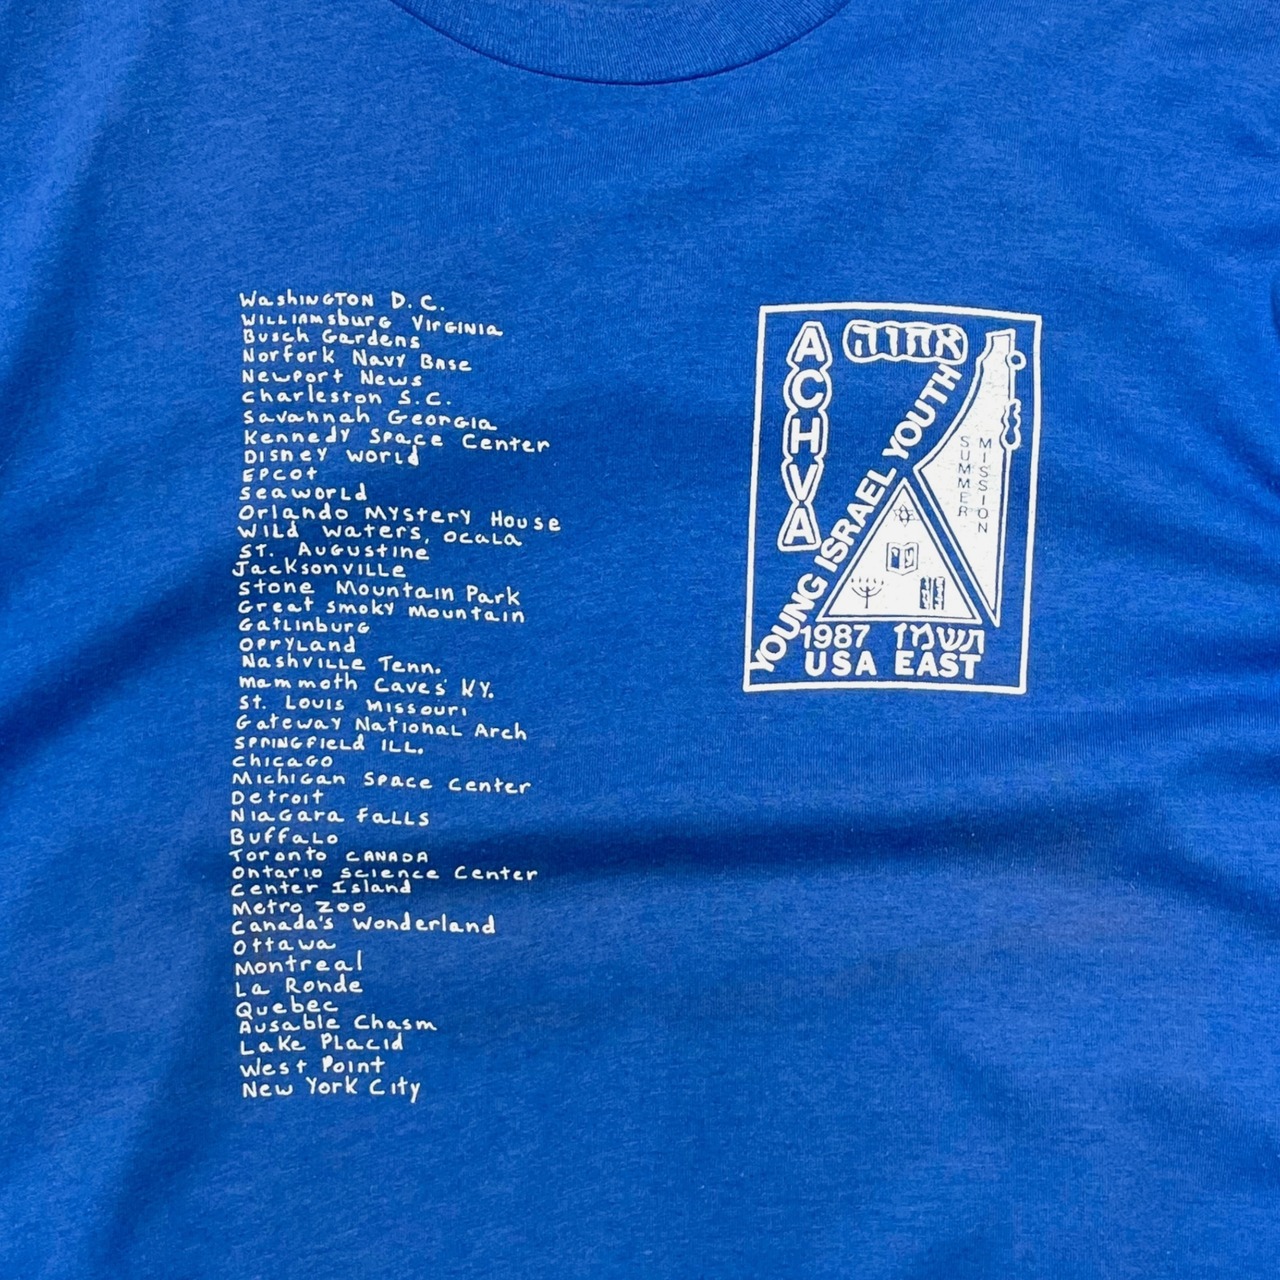 Washington D.C.
Williamsburg Virginia
Busch Gardens
Norfork Navy Base
Newport News
Charleston S.C.
Savannah Georgia
Kennedy Space Center
Disney World
EPCOT
Seaworld
Orlando Mystery House
Wild Waters, Ocala
St. Augustine
Jacksonville
Stone Mountain Park
Great Smoky Mountain
Gatlinburg
Opryland
Nashville Tenn.
Mammoth Caves KY.
St. Louis Missouri
Gateway National Arch
Springfield ILL.
Chicago
Michigan Space Center
Detroit
Niagara Falls
Buffalo
Toronto CANADA
Ontario Science Center
Center Island
Metro Zoo
Canada's Wonderland
Ottawa
Montreal
La Ronde
Quebec
Ausable Chasm
Lake Placid
West Point
New York City
ACHVA
אחוה
YOUNG ISRAEL YOUTH
SUMMER
MISSION
1987 תשמז
USA EAST